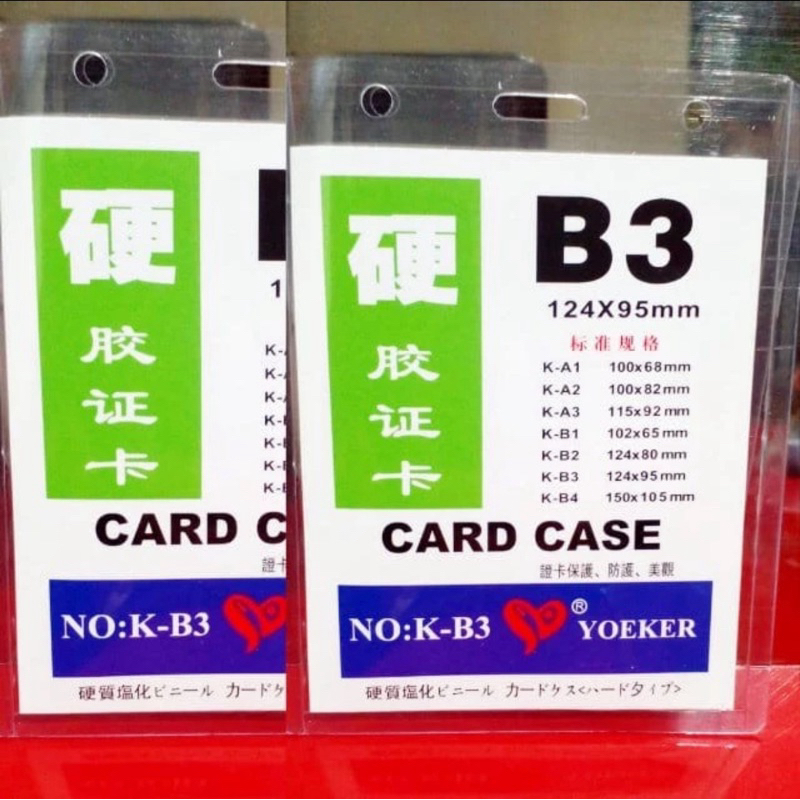 硬
胶
证
卡
1
K-
K-
K-
K-
K-
K-
K-
CARD C
證卡
NO:K-B3
硬質塩化ビニール カードケ
硬
胶
证
卡
B3
124X95mm
标准规格
K-A1 100x68mm
K-A2 100x82mm
K-A3 115x92mm
K-B1 102x65mm
K-B2 124x80mm
K-B3 124x95mm
K-B4 150x105mm
CARD CASE
證卡保護、防護、美觀
NO:K-B3 ® YOEKER
硬質塩化ビニール カードケス<ハードタイプ>